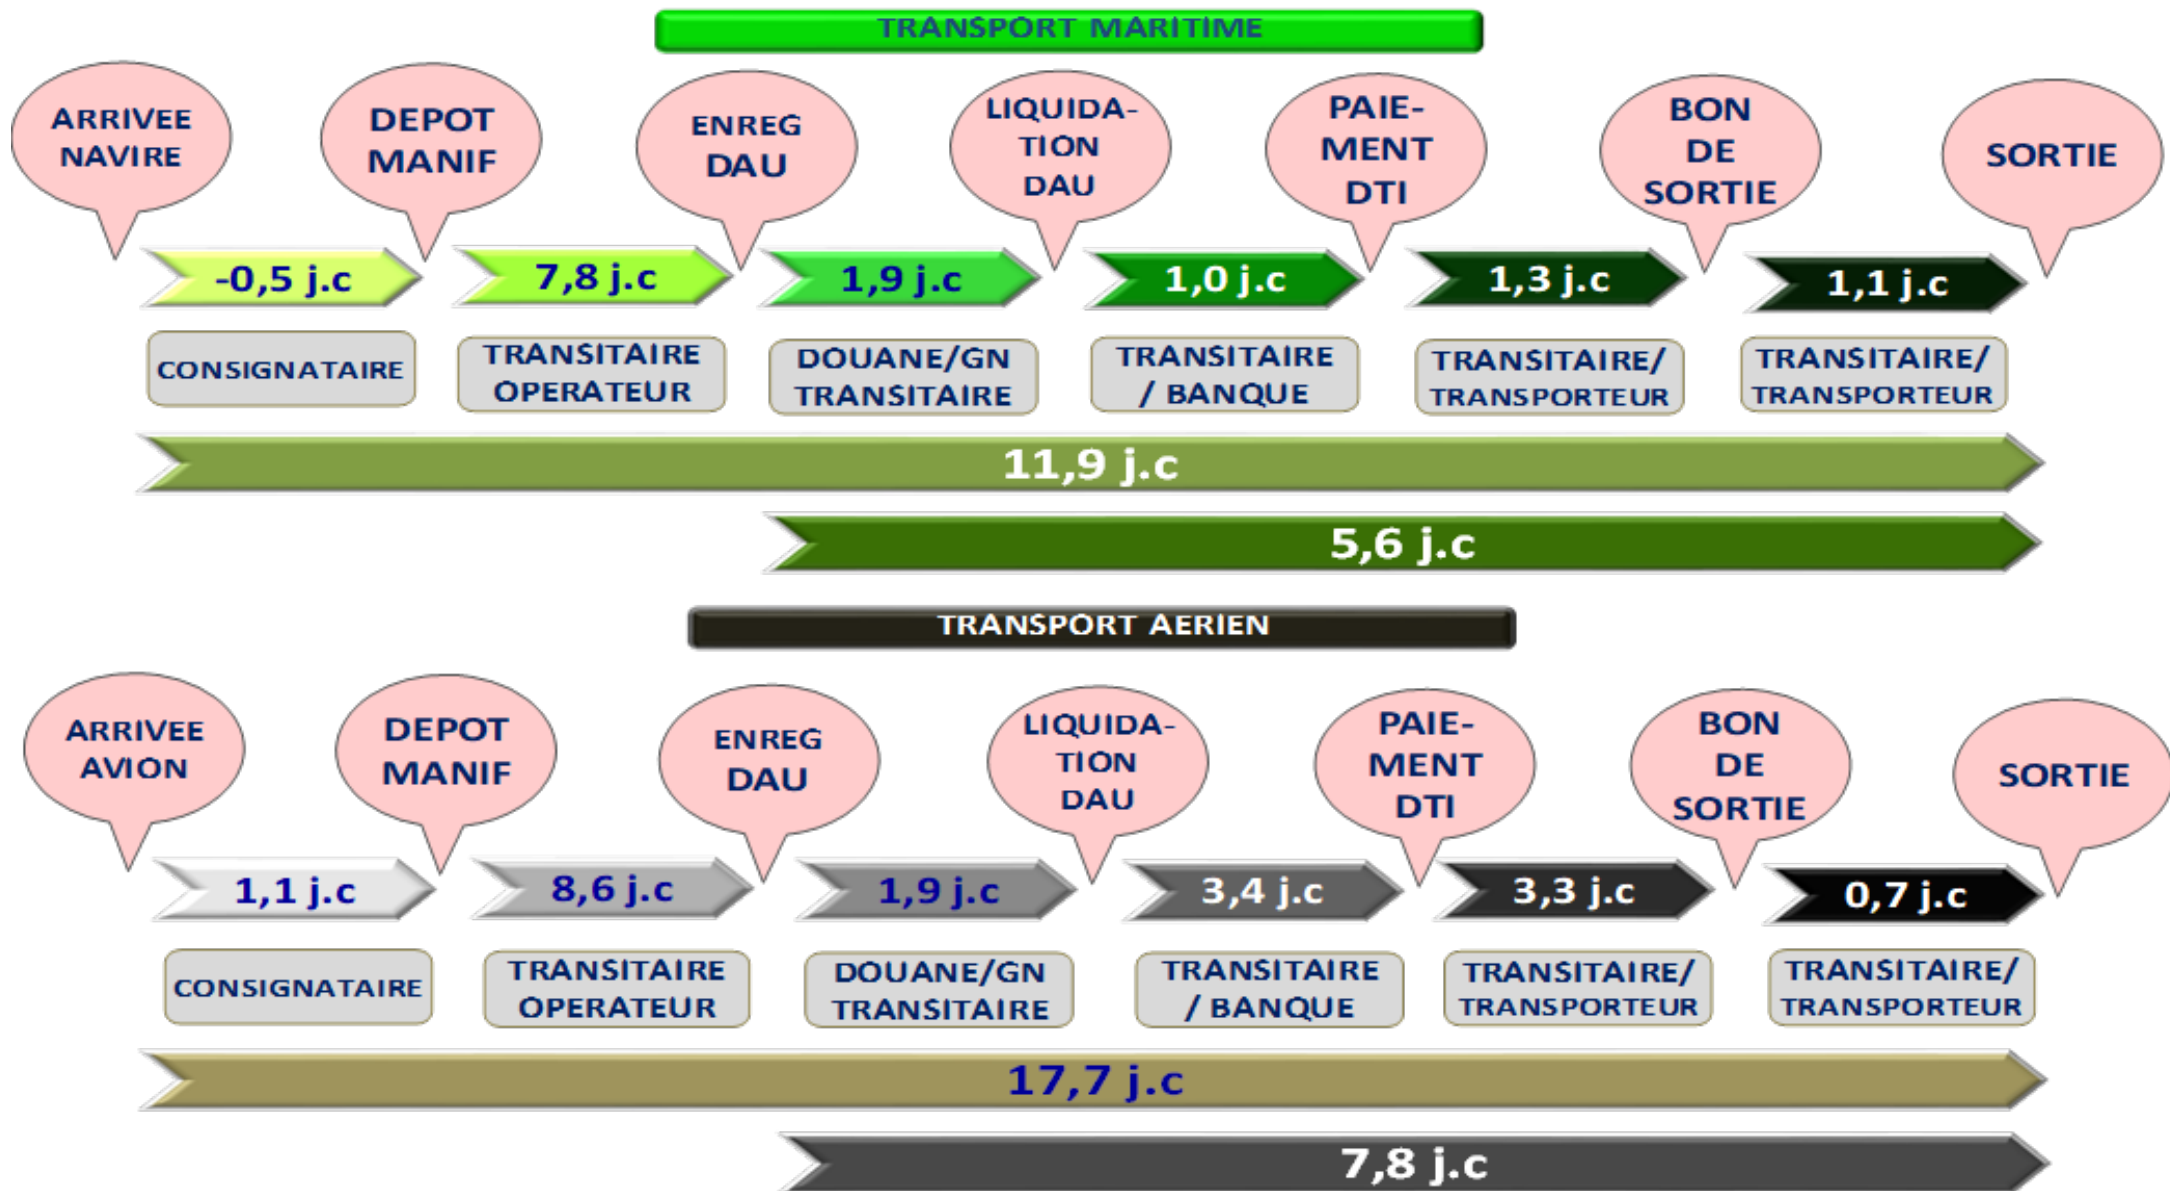 TRANSPORT MARITIME
ARRIVEE
NAVIRE
DEPOT
MANIF
ENREG
DAU
LIQUIDA-
TION
DAU
PAIE-
MENT
DTI
BON
DE
SORTIE
SORTIE
-0,5 j.c
7,8 j.c
1,9 j.c
1,0 j.c
1,3 j.c
1,1 j.c
CONSIGNATAIRE
TRANSITAIRE
OPERATEUR
DOUANE/GN
TRANSITAIRE
TRANSITAIRE
/ BANQUE
TRANSITAIRE/
TRANSPORTEUR
TRANSITAIRE/
TRANSPORTEUR
11,9 j.c
5,6 j.c
TRANSPORT AERIEN
ARRIVEE
AVION
DEPOT
MANIF
ENREG
DAU
LIQUIDA-
TION
DAU
PAIE-
MENT
DTI
BON
DE
SORTIE
SORTIE
1,1 j.c
8,6 j.c
1,9 j.c
3,4 j.c
3,3 j.c
0,7 j.c
CONSIGNATAIRE
TRANSITAIRE
OPERATEUR
DOUANE/GN
TRANSITAIRE
TRANSITAIRE
/ BANQUE
TRANSITAIRE/
TRANSPORTEUR
TRANSITAIRE/
TRANSPORTEUR
17,7 j.c
7,8 j.c